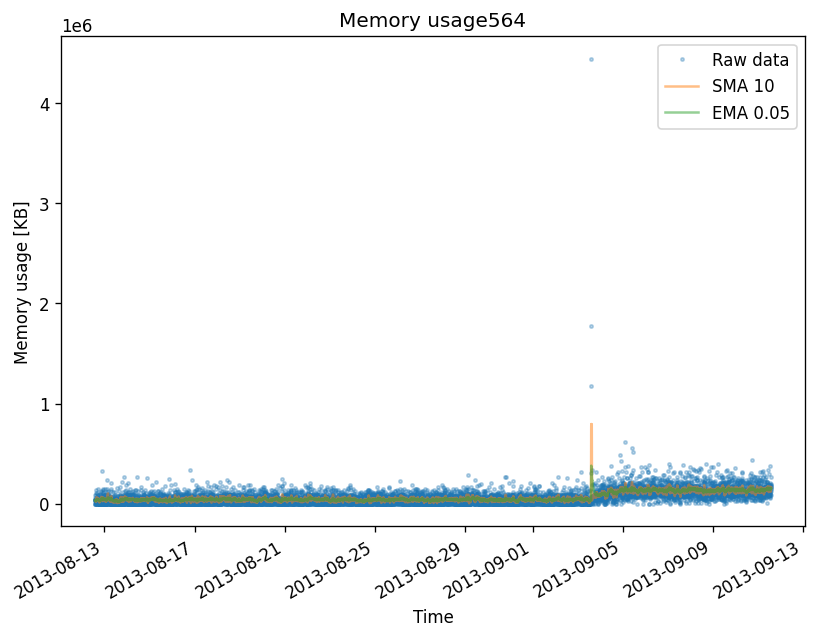 Memory usage564
1e6
Raw data
SMA 10
EMA 0.05
4
3
2
1
0
Memory usage [KB]
2013-08-13
2013-08-17
2013-08-21
2013-08-25
2013-08-29
2013-09-01
2013-09-05
2013-09-09
2013-09-13
Time